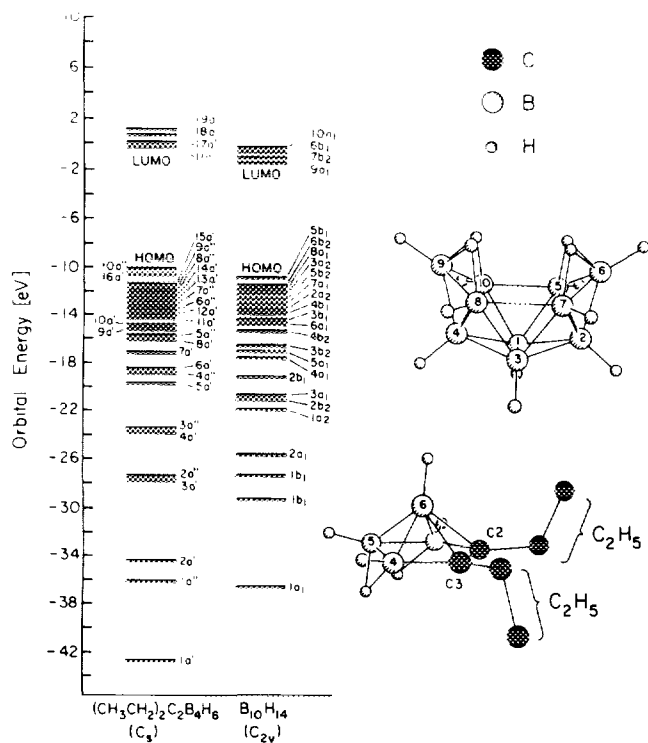 Orbital Energy [eV]
10
6
2
-2
-6
-10
-14
-18
-22
-26
-30
-34
-38
-42
19a
18a
17a'
LUMO
HOMO
10a''
16a'
15a'
9a''
8a''
14a'
13a'
7a''
6a''
12a'
11a'
10a'
9a'
5a'
8a'
7a'
6a'
4a''
5a'
3a''
4a'
2a''
3a'
2a'
1a''
1a'
6b₁
7b₂
9a₁
LUMO
HOMO
5b₁
6b₂
8a₁
3a₂
5b₂
7a₁
2a₂
4b₁
3b₁
6a₁
4b₂
3b₂
5a₁
4a₁
2b₁
3a₁
2b₂
1a₂
2a₁
1b₁
1b₁
1a₁
(CH₃CH₂)₂C₂B₄H₆
(Cₛ)
B₁₀H₁₄
(C₂ᵥ)
C
B
H
9
10
5
6
8
7
4
1
3
2
6
5
4
C2
C3
C₂H₅
C₂H₅